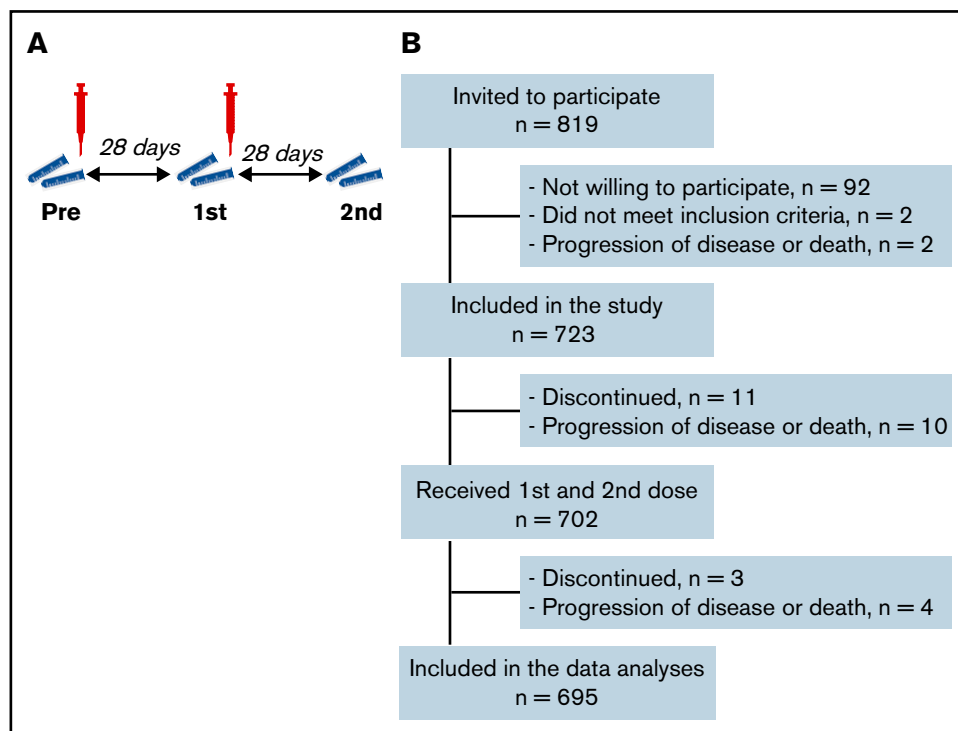 A
28 days
28 days
Pre
1st
2nd
B
Invited to participate
n = 819
- Not willing to participate, n = 92
- Did not meet inclusion criteria, n = 2
- Progression of disease or death, n = 2
Included in the study
n = 723
- Discontinued, n = 11
- Progression of disease or death, n = 10
Received 1st and 2nd dose
n = 702
- Discontinued, n = 3
- Progression of disease or death, n = 4
Included in the data analyses
n = 695